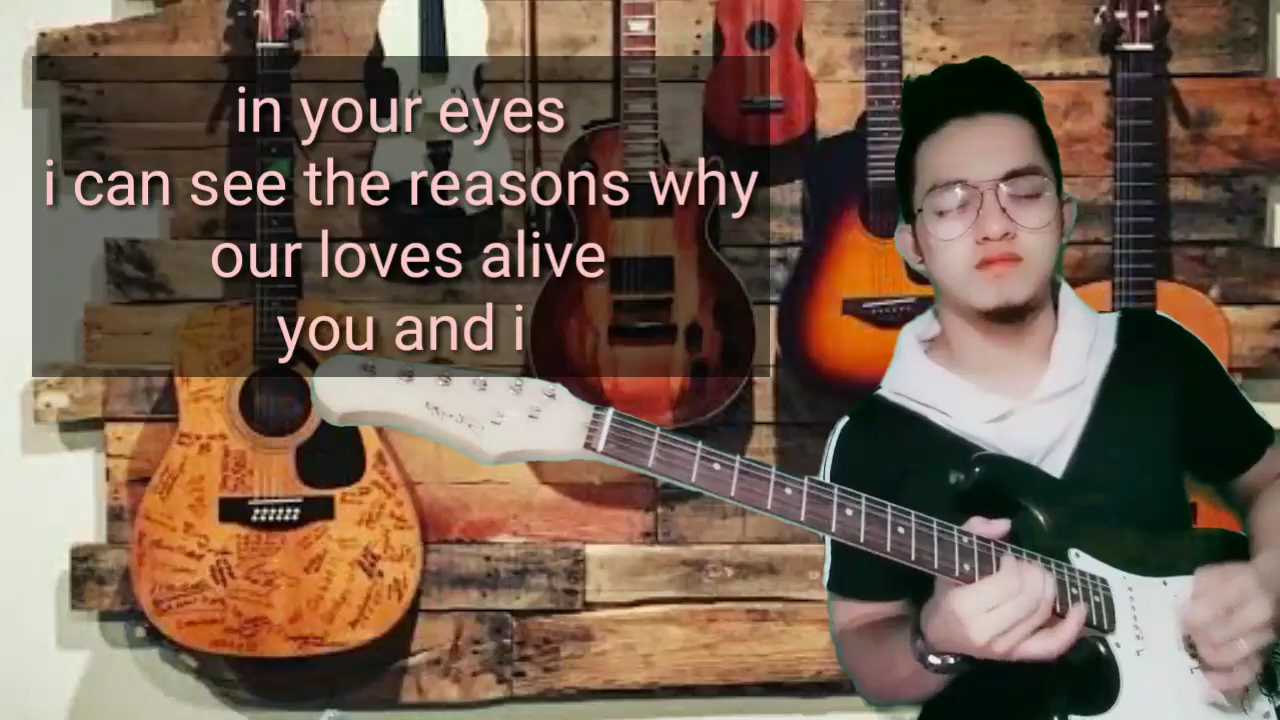 in your eyes
i can see the reasons why
our loves alive
you and i